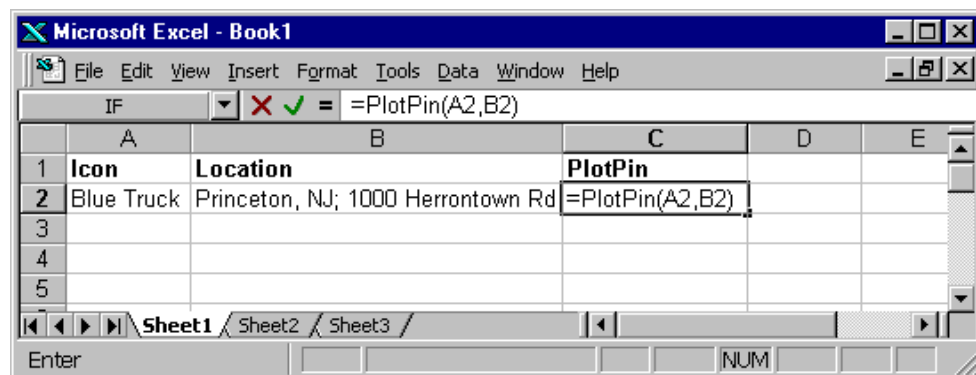 Microsoft Excel - Book1
File Edit View Insert Format Tools Data Window Help
IF = =PlotPin(A2,B2)
A B C D E
1 Icon Location PlotPin
2 Blue Truck Princeton, NJ; 1000 Herrontown Rd =PlotPin(A2,B2)
3
4
5
Sheet1 Sheet2 Sheet3
Enter NUM